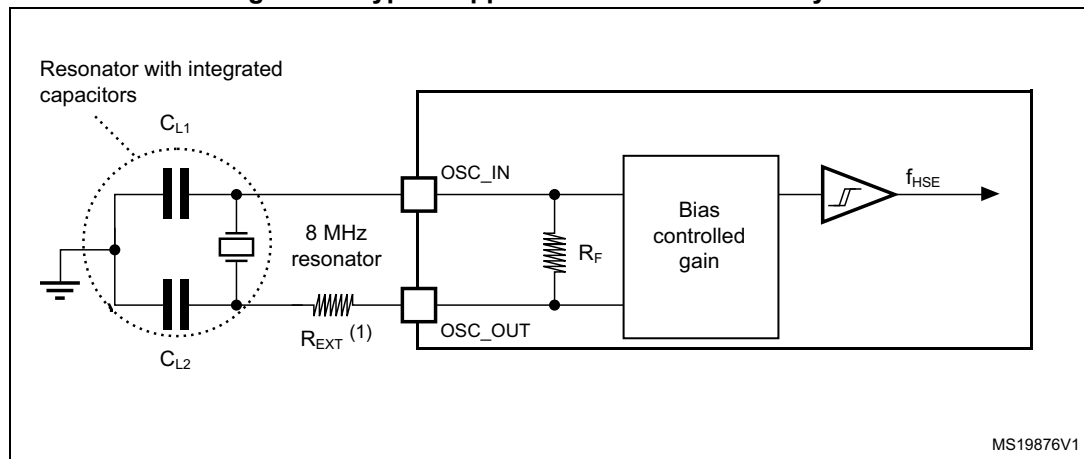 Resonator with integrated
capacitors
CL1
OSC_IN
fHSE
8 MHz
resonator
RF
Bias
controlled
gain
REXT (1)
OSC_OUT
CL2
MS19876V1